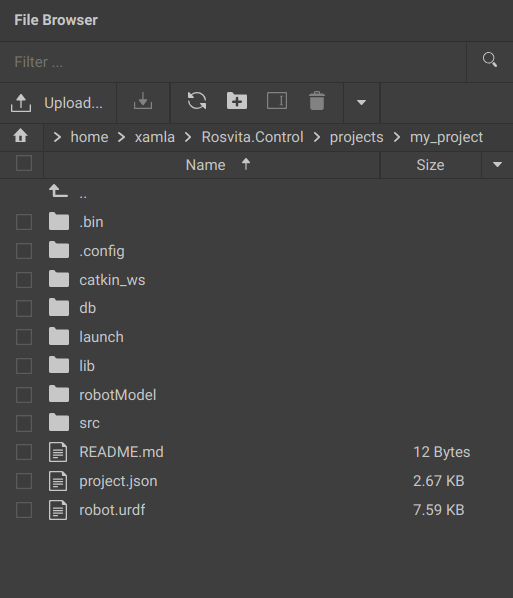 File Browser
Filter ...
Upload...
home xamla Rosvita.Control projects my_project
Name Size
..
.bin
.config
catkin_ws
db
launch
lib
robotModel
src
README.md 12 Bytes
project.json 2.67 KB
robot.urdf 7.59 KB